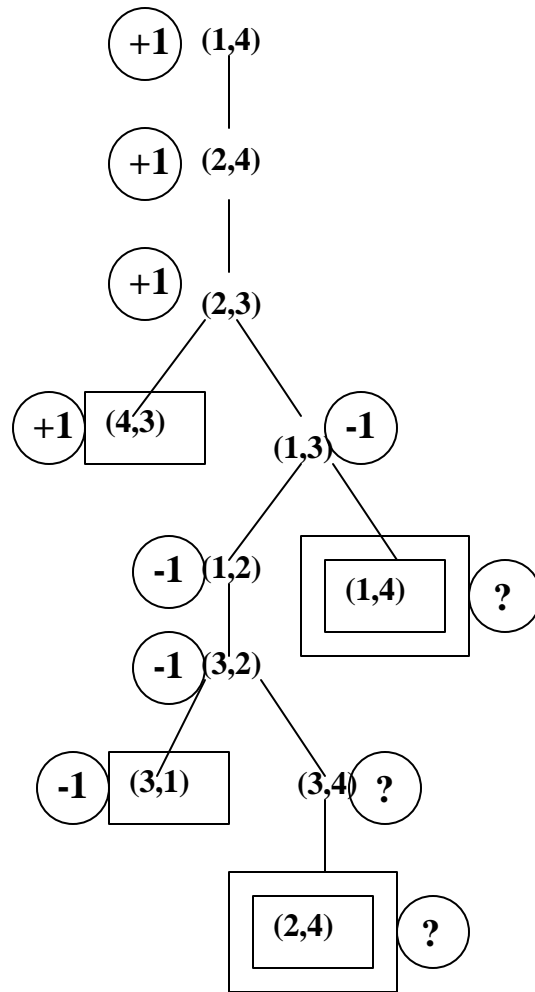 +1 (1,4)
+1 (2,4)
+1 (2,3)
+1 (4,3) (1,3) -1
-1 (1,2) (1,4) ?
-1 (3,2)
-1 (3,1) (3,4) ?
(2,4) ?